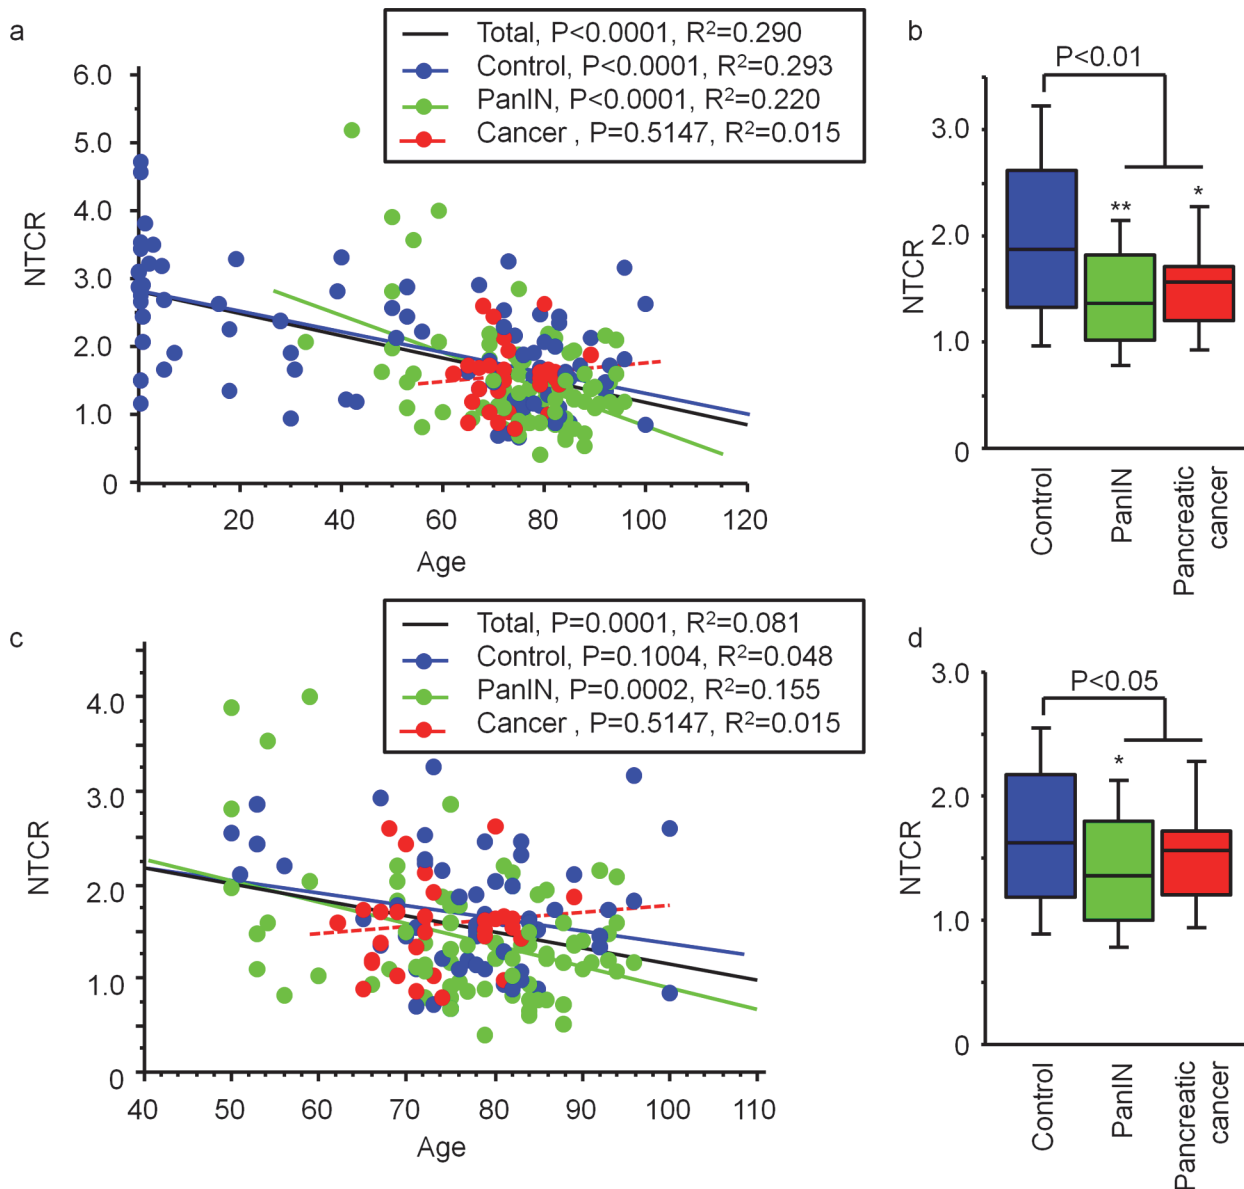 a
Total, P<0.0001, R²=0.290
Control, P<0.0001, R²=0.293
PanIN, P<0.0001, R²=0.220
Cancer , P=0.5147, R²=0.015
6.0
5.0
4.0
3.0
2.0
1.0
0
NTCR
20
40
60
80
100
120
Age
b
P<0.01
3.0
2.0
1.0
0
NTCR
**
*
Control
PanIN
Pancreatic
cancer
c
Total, P=0.0001, R²=0.081
Control, P=0.1004, R²=0.048
PanIN, P=0.0002, R²=0.155
Cancer , P=0.5147, R²=0.015
4.0
3.0
2.0
1.0
0
NTCR
40
50
60
70
80
90
100
110
Age
d
P<0.05
3.0
2.0
1.0
0
NTCR
*
Control
PanIN
Pancreatic
cancer